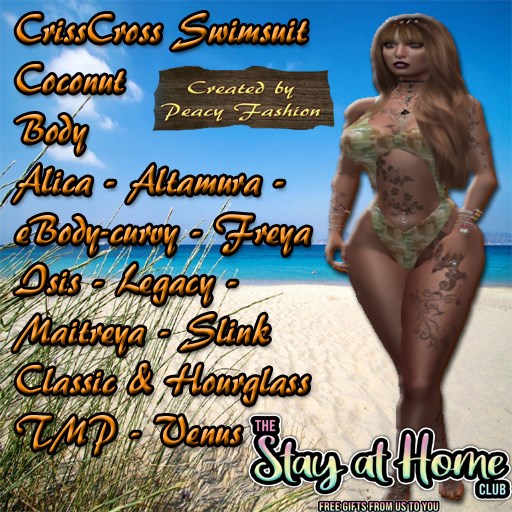 CrissCross Swimsuit
Coconut
Created by
Peacy Fashion
Body
Alica - Altamura -
eBody-curvy - Freya
Isis - Legacy -
Maitreya - Slink
Classic & Hourglass
TMP - Venus
THE
Stay at Home
CLUB
FREE GIFTS FROM US TO YOU